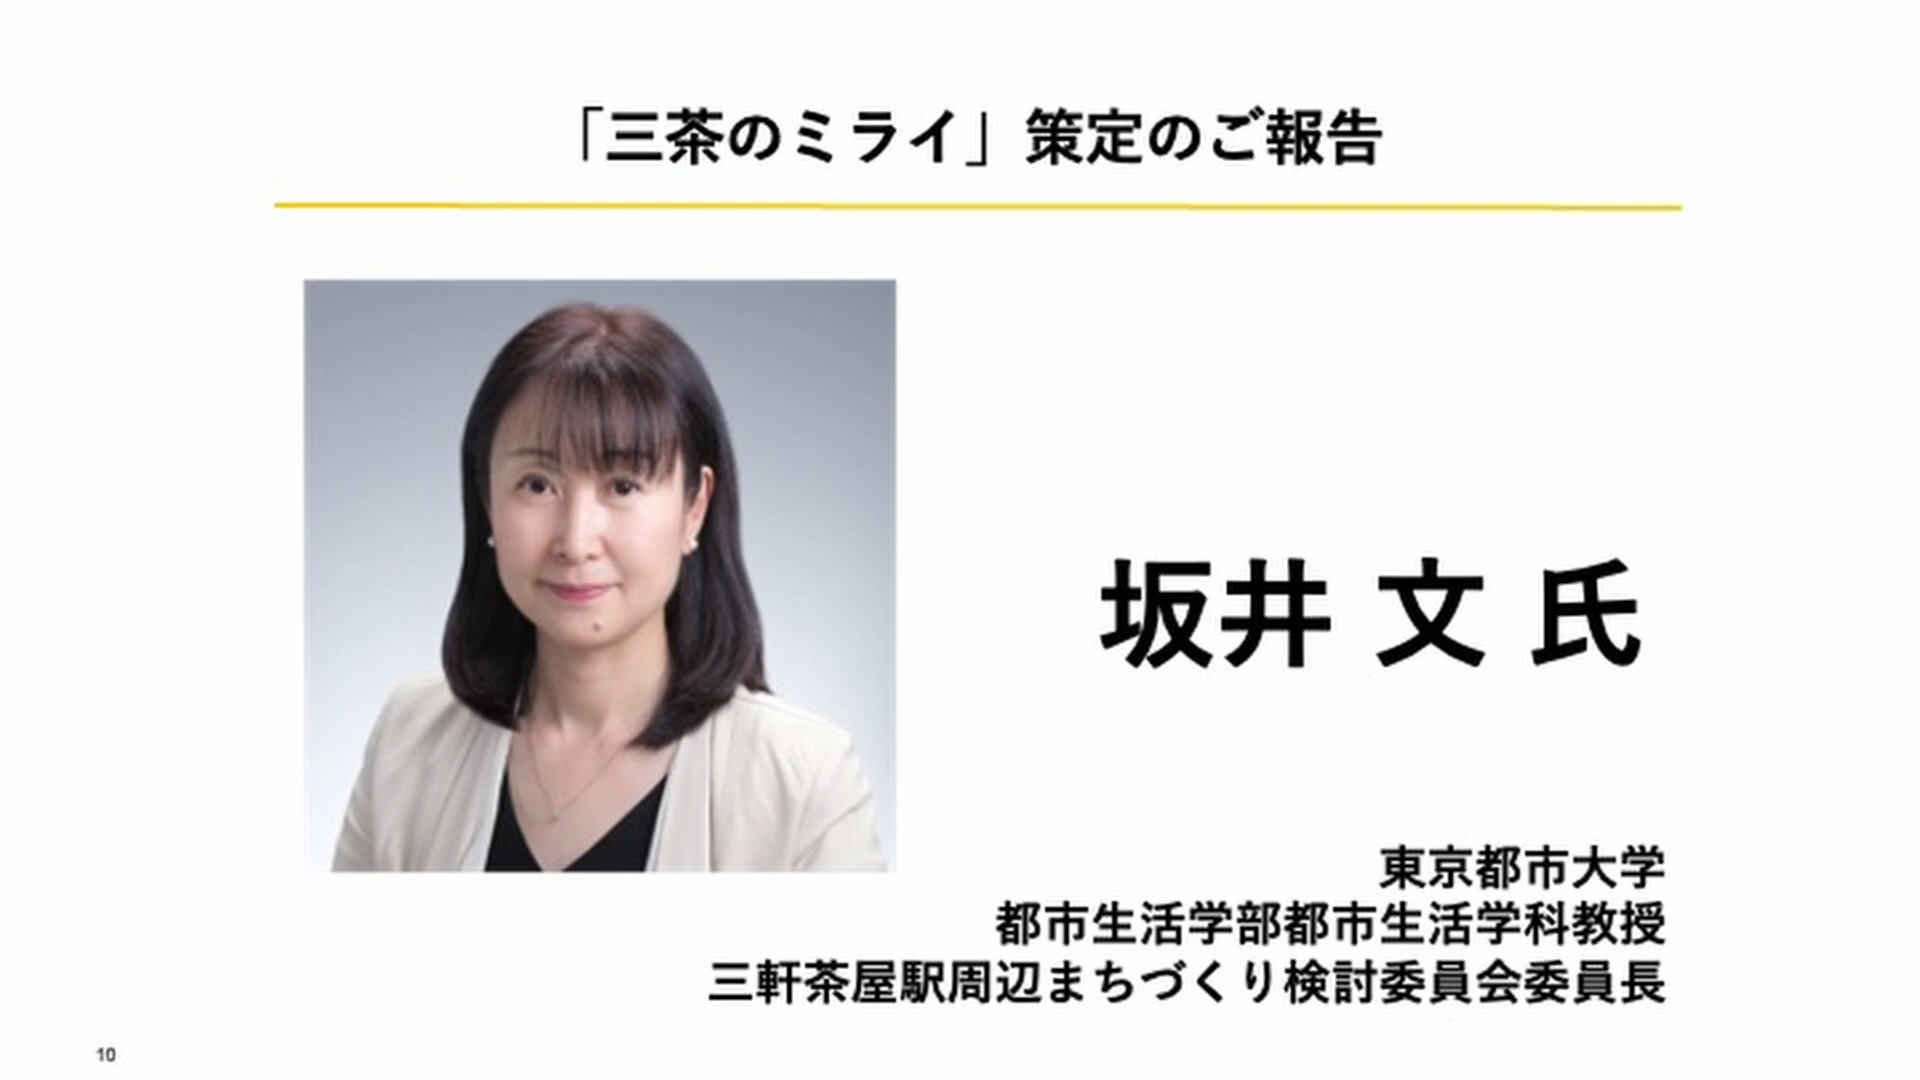 「三茶のミライ」策定のご報告
坂井 文 氏
東京都市大学
都市生活学部都市生活学科教授
三軒茶屋駅周辺まちづくり検討委員会委員長
10